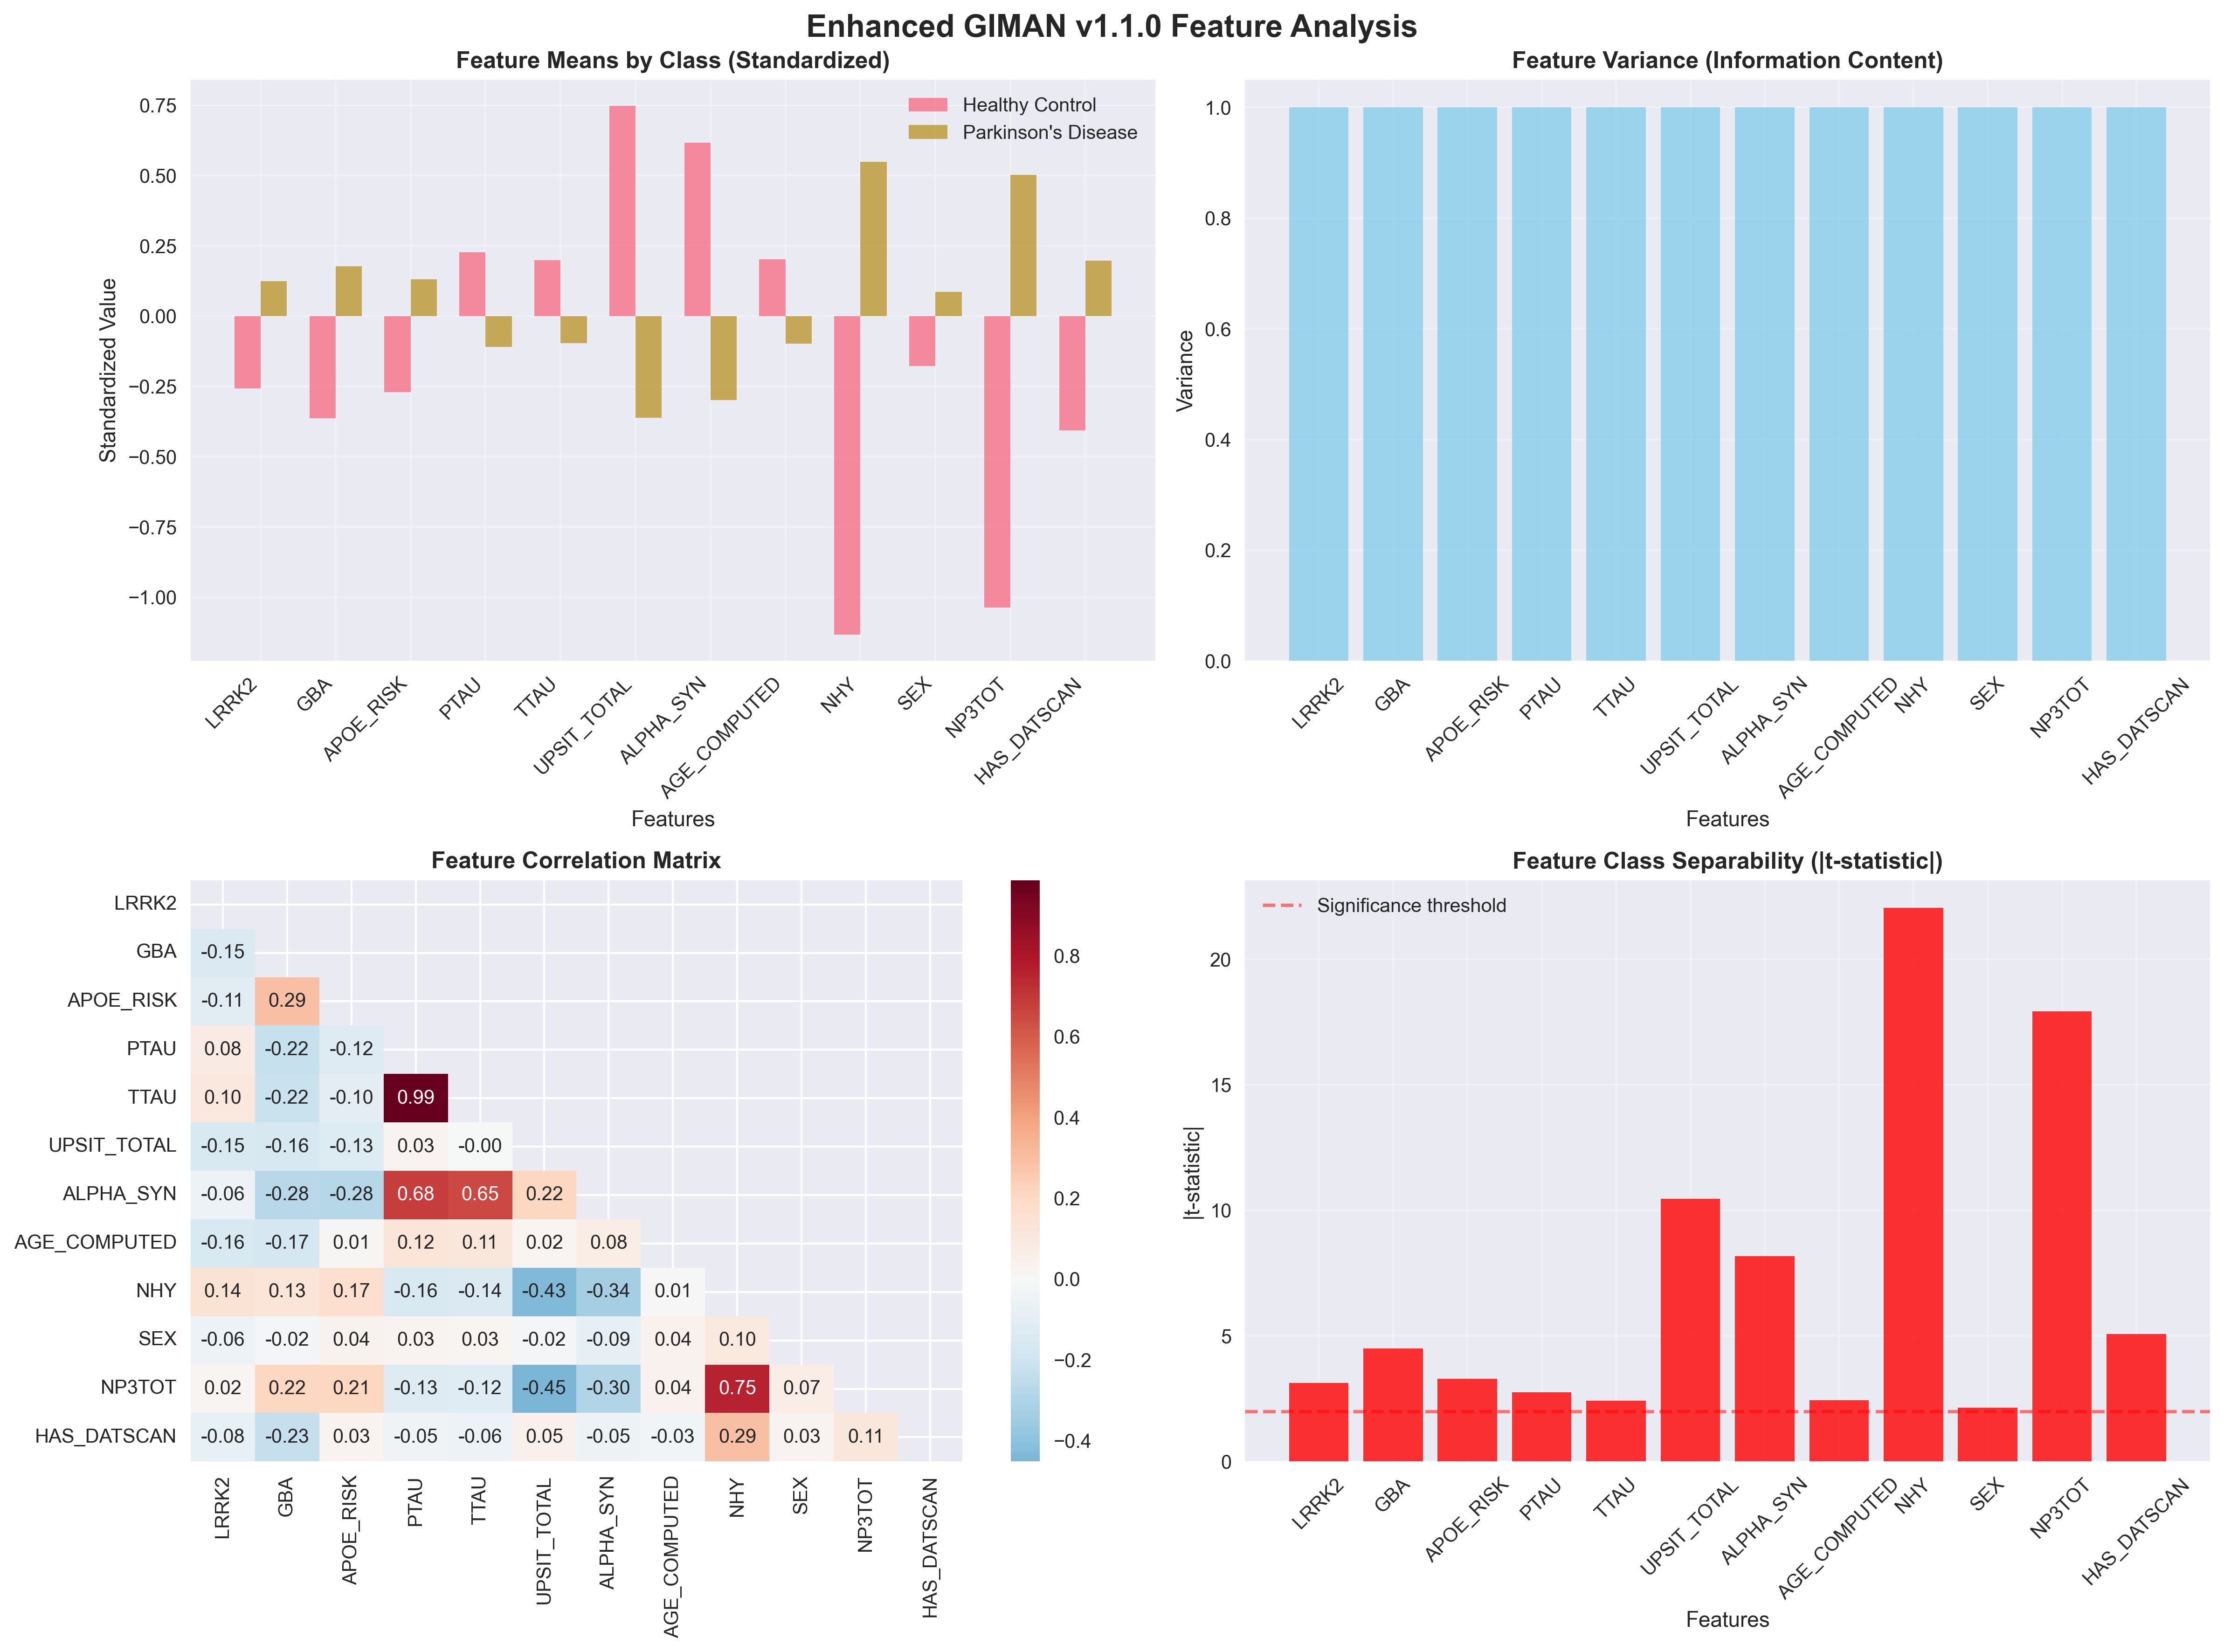 Enhanced GIMAN v1.1.0 Feature Analysis
Feature Means by Class (Standardized)
Healthy Control
Parkinson's Disease
Standardized Value
0.75
0.50
0.25
0.00
−0.25
−0.50
−0.75
−1.00
LRRK2
GBA
APOE_RISK
PTAU
TTAU
UPSIT_TOTAL
ALPHA_SYN
AGE_COMPUTED
NHY
SEX
NP3TOT
HAS_DATSCAN
Features
Feature Variance (Information Content)
Variance
1.0
0.8
0.6
0.4
0.2
0.0
LRRK2
GBA
APOE_RISK
PTAU
TTAU
UPSIT_TOTAL
ALPHA_SYN
AGE_COMPUTED
NHY
SEX
NP3TOT
HAS_DATSCAN
Features
Feature Correlation Matrix
LRRK2
GBA -0.15
APOE_RISK -0.11 0.29
PTAU 0.08 -0.22 -0.12
TTAU 0.10 -0.22 -0.10 0.99
UPSIT_TOTAL -0.15 -0.16 -0.13 0.03 -0.00
ALPHA_SYN -0.06 -0.28 -0.28 0.68 0.65 0.22
AGE_COMPUTED -0.16 -0.17 0.01 0.12 0.11 0.02 0.08
NHY 0.14 0.13 0.17 -0.16 -0.14 -0.43 -0.34 0.01
SEX -0.06 -0.02 0.04 0.03 0.03 -0.02 -0.09 0.04 0.10
NP3TOT 0.02 0.22 0.21 -0.13 -0.12 -0.45 -0.30 0.04 0.75 0.07
HAS_DATSCAN -0.08 -0.23 0.03 -0.05 -0.06 0.05 -0.05 -0.03 0.29 0.03 0.11
LRRK2
GBA
APOE_RISK
PTAU
TTAU
UPSIT_TOTAL
ALPHA_SYN
AGE_COMPUTED
NHY
SEX
NP3TOT
HAS_DATSCAN
0.8
0.6
0.4
0.2
0.0
−0.2
−0.4
Feature Class Separability (|t-statistic|)
Significance threshold
|t-statistic|
20
15
10
5
0
LRRK2
GBA
APOE_RISK
PTAU
TTAU
UPSIT_TOTAL
ALPHA_SYN
AGE_COMPUTED
NHY
SEX
NP3TOT
HAS_DATSCAN
Features